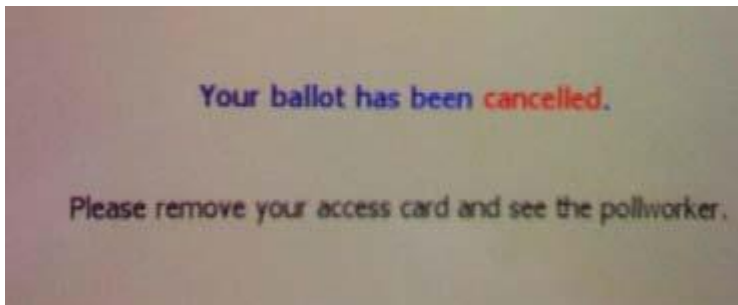 Your ballot has been cancelled.
Please remove your access card and see the pollworker.